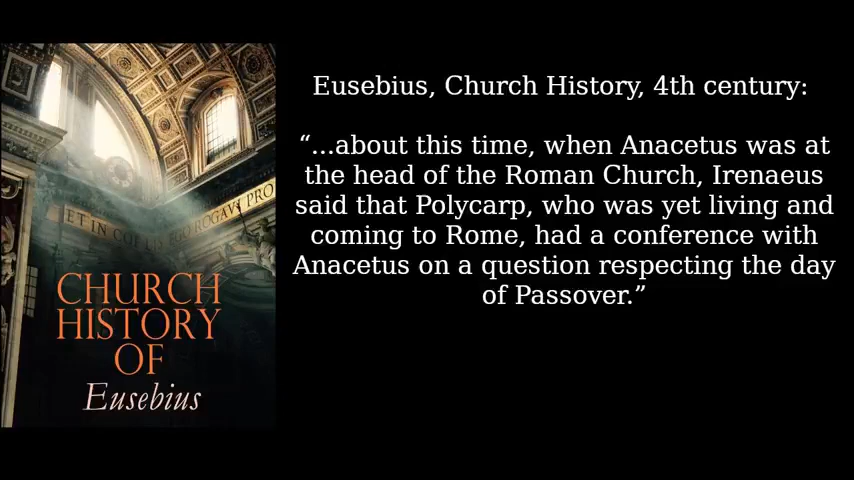 Eusebius, Church History, 4th century:
“...about this time, when Anacetus was at
the head of the Roman Church, Irenaeus
said that Polycarp, who was yet living and
coming to Rome, had a conference with
Anacetus on a question respecting the day
of Passover.”
ET IN COELIS EGO ROGAVI PRO
CHURCH
HISTORY
OF
Eusebius